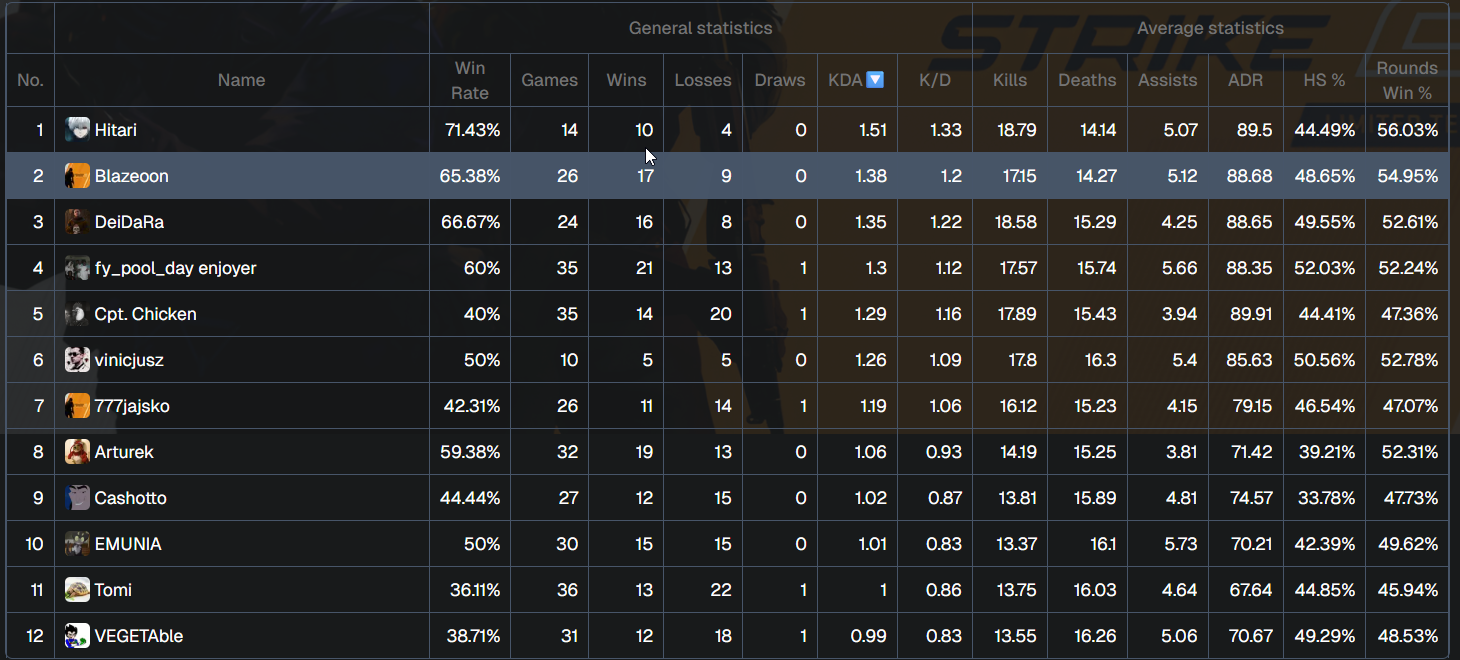 STRIKE
General statistics Average statistics
No. Name Win Rate Games Wins Losses Draws KDA K/D Kills Deaths Assists ADR HS % Rounds Win %
1 Hitari 71.43% 14 10 4 0 1.51 1.33 18.79 14.14 5.07 89.5 44.49% 56.03%
2 Blazeoon 65.38% 26 17 9 0 1.38 1.2 17.15 14.27 5.12 88.68 48.65% 54.95%
3 DeiDaRa 66.67% 24 16 8 0 1.35 1.22 18.58 15.29 4.25 88.65 49.55% 52.61%
4 fy_pool_day enjoyer 60% 35 21 13 1 1.3 1.12 17.57 15.74 5.66 88.35 52.03% 52.24%
5 Cpt. Chicken 40% 35 14 20 1 1.29 1.16 17.89 15.43 3.94 89.91 44.41% 47.36%
6 vinicjusz 50% 10 5 5 0 1.26 1.09 17.8 16.3 5.4 85.63 50.56% 52.78%
7 777jajsko 42.31% 26 11 14 1 1.19 1.06 16.12 15.23 4.15 79.15 46.54% 47.07%
8 Arturek 59.38% 32 19 13 0 1.06 0.93 14.19 15.25 3.81 71.42 39.21% 52.31%
9 Cashotto 44.44% 27 12 15 0 1.02 0.87 13.81 15.89 4.81 74.57 33.78% 47.73%
10 EMUNIA 50% 30 15 15 0 1.01 0.83 13.37 16.1 5.73 70.21 42.39% 49.62%
11 Tomi 36.11% 36 13 22 1 1 0.86 13.75 16.03 4.64 67.64 44.85% 45.94%
12 VEGETAble 38.71% 31 12 18 1 0.99 0.83 13.55 16.26 5.06 70.67 49.29% 48.53%